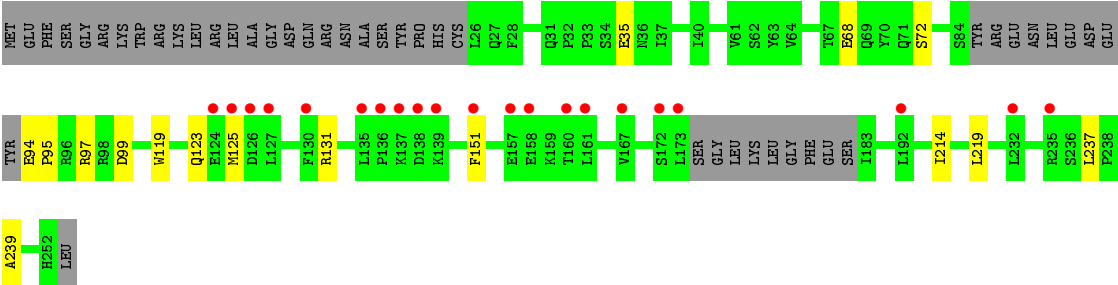 MET GLU PHE SER GLY ARG LYS TRP ARG LYS LEU ARG LEU ALA GLY ASP GLN ARG ASN ALA SER TYR PRO HIS CYS L26 Q27 F28 Q31 P32 P33 S34 E35 N36 I37 I40 V61 S62 Y63 V64 T67 E68 Q69 Y70 Q71 S72 S84 TYR ARG GLU ASN LEU GLU ASP GLU
TYR E94 P95 R96 R97 R98 D99 W119 Q123 E124 M125 D126 L127 F130 R131 L135 P136 K137 D138 K139 F151 E157 E158 K159 T160 L161 V167 S172 L173 SER GLY LEU LYS LEU GLY PHE GLU SER I183 L192 I214 L219 L232 R235 S236 L237 P238
A239 H252 LEU